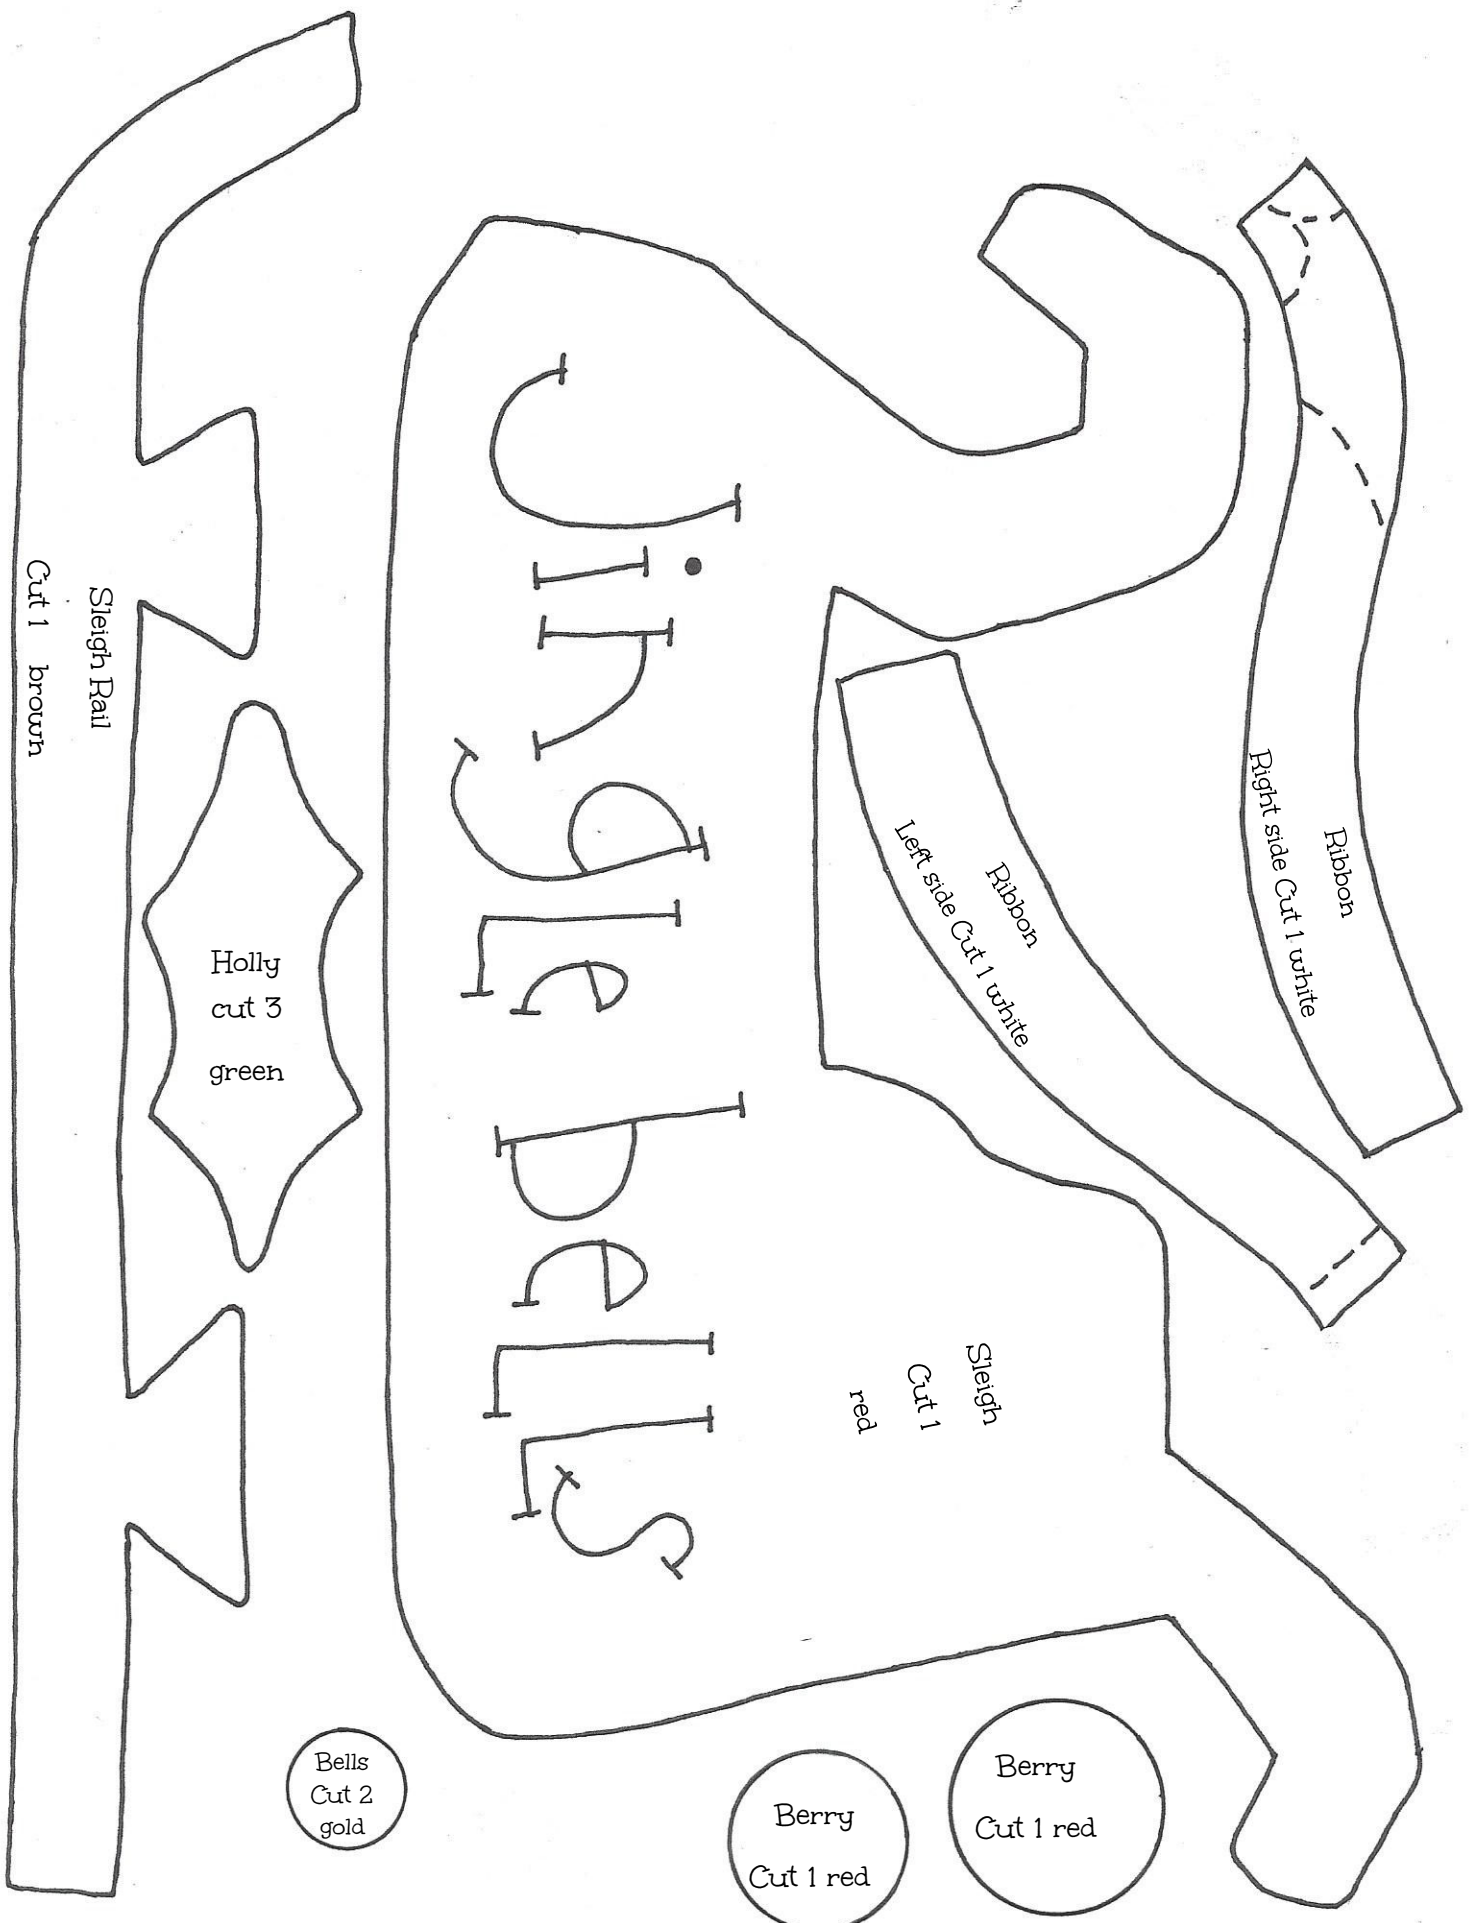 Sleigh Rail
Cut 1 brown
Holly
cut 3
green
Jingle bells
Ribbon
Right side Cut 1 white
Ribbon
Left side Cut 1 white
Sleigh
Cut 1
red
Bells
Cut 2
gold
Berry
Cut 1 red
Berry
Cut 1 red